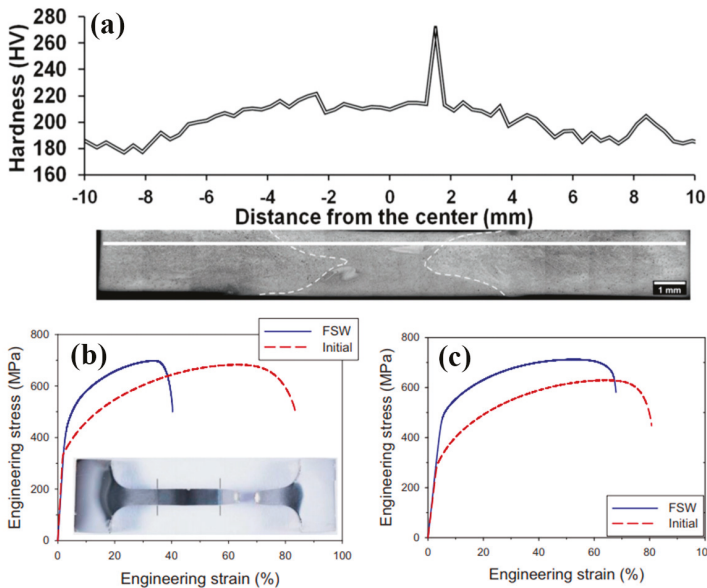 (a)
Hardness (HV)
280
260
240
220
200
180
160
-10 -8 -6 -4 -2 0 2 4 6 8 10
Distance from the center (mm)
1 mm
(b)
FSW
Initial
Engineering stress (MPa)
800
600
400
200
0
0 20 40 60 80 100
Engineering strain (%)
(c)
Engineering stress (MPa)
800
600
400
200
0
FSW
Initial
0 20 40 60 80 100
Engineering strain (%)